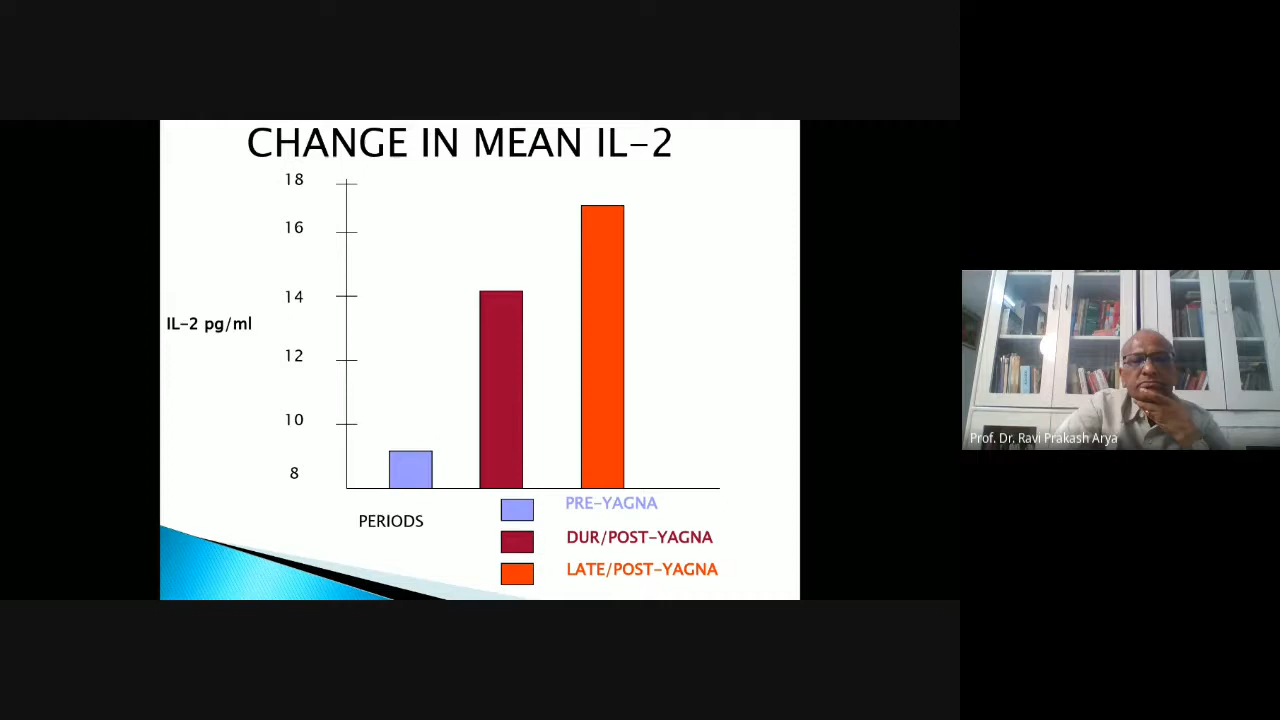 CHANGE IN MEAN IL-2
18
16
14
IL-2 pg/ml
12
10
8
PERIODS
PRE-YAGNA
DUR/POST-YAGNA
LATE/POST-YAGNA
Prof. Dr. Ravi Prakash Arya